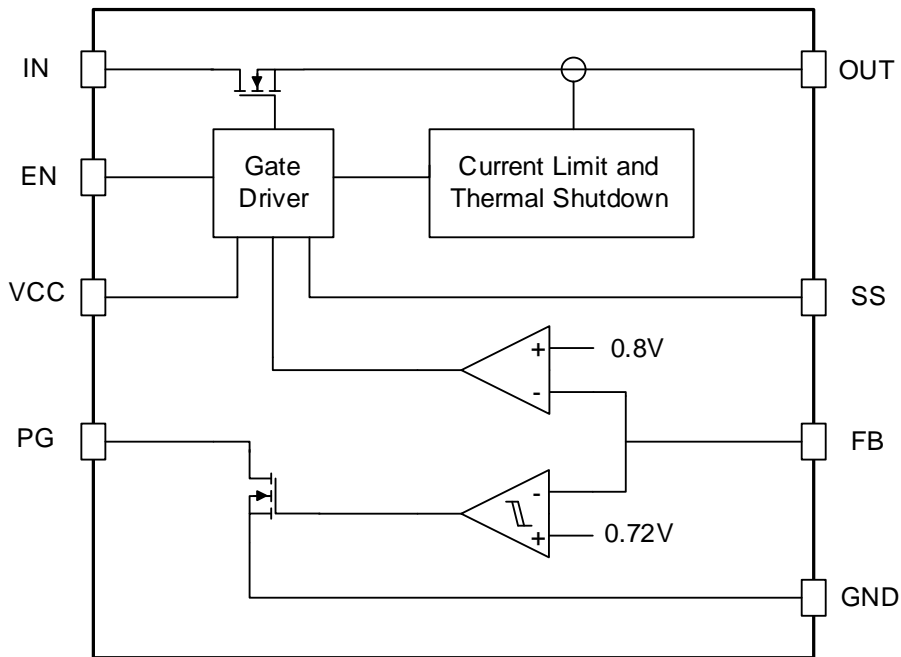 IN
OUT
EN
Gate
Driver
Current Limit and
Thermal Shutdown
VCC
SS
+
0.8V
-
PG
FB
-
+
0.72V
GND